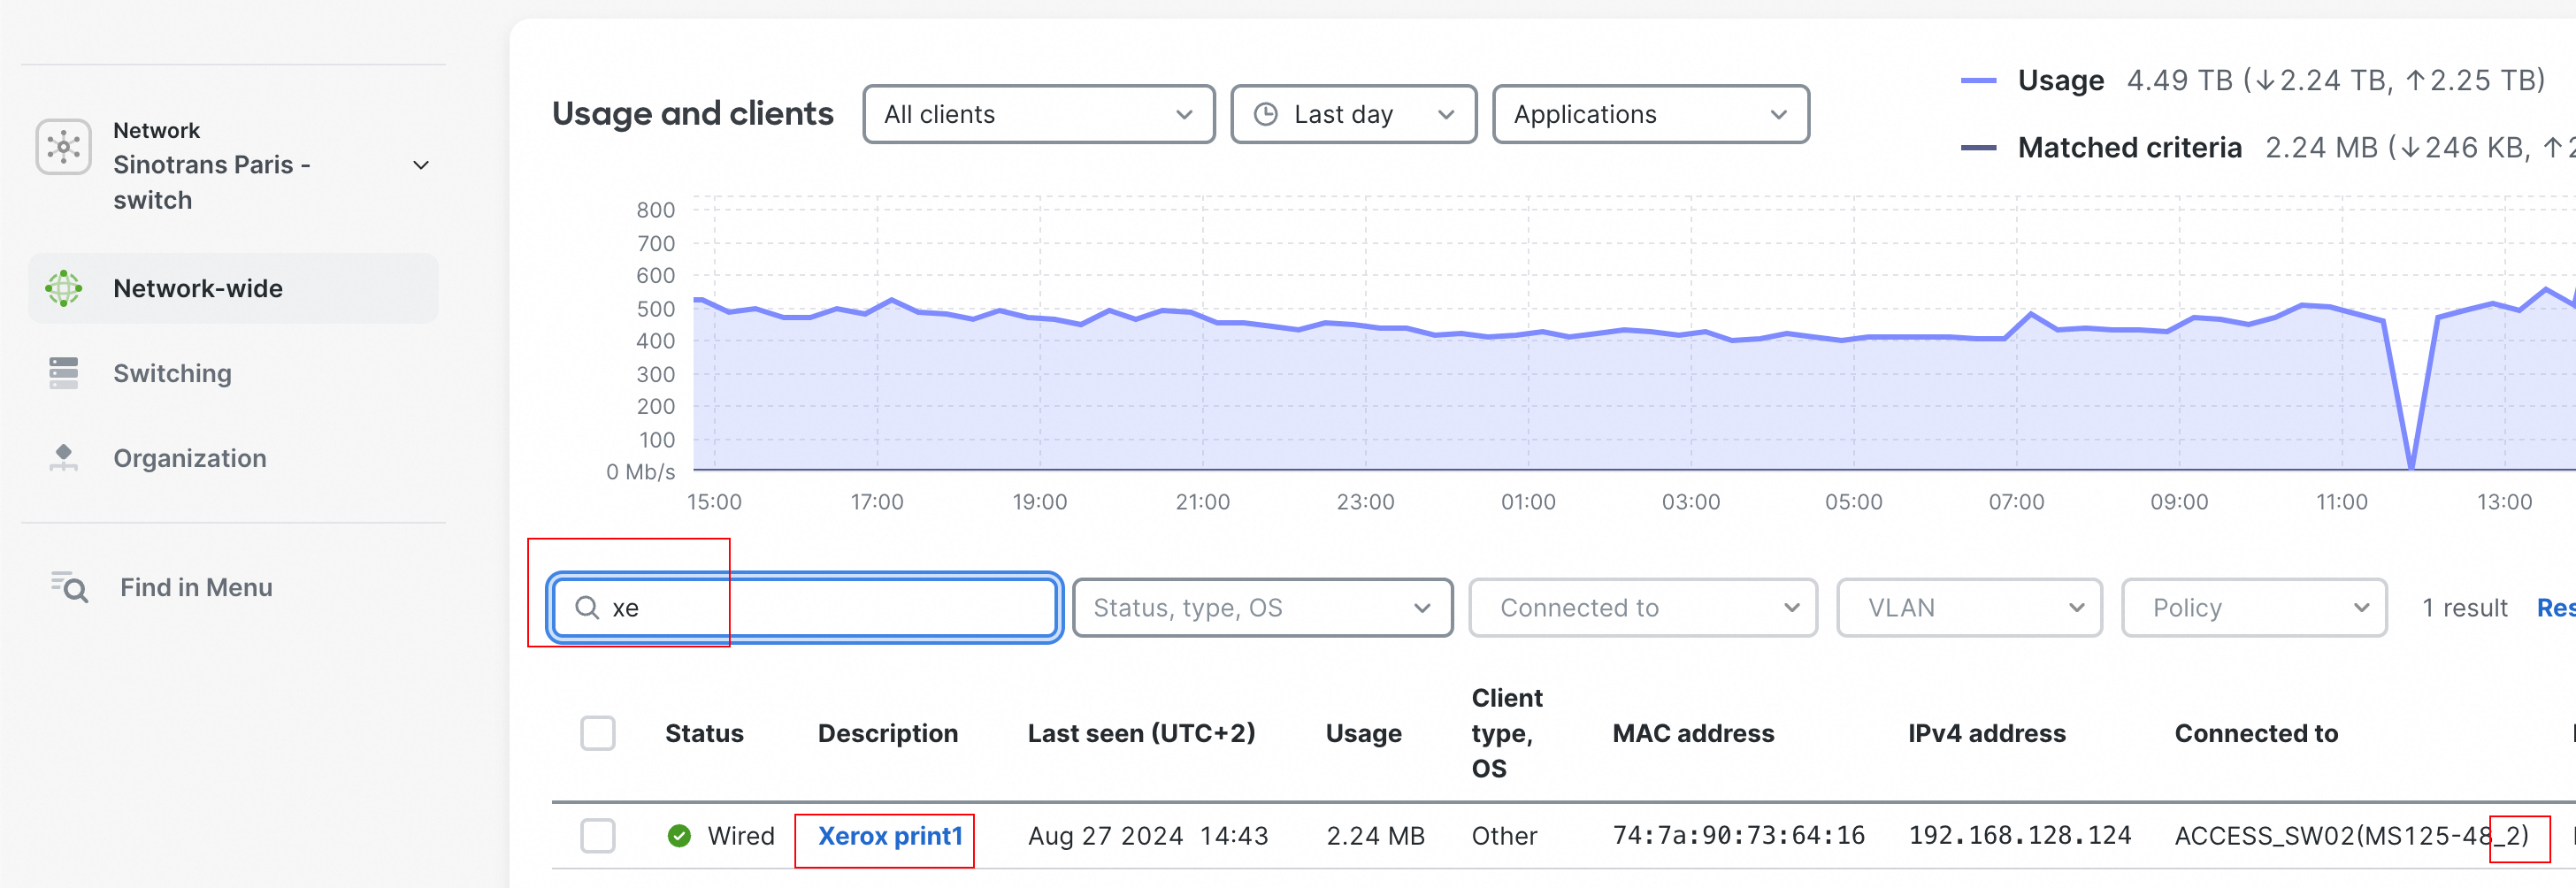 Network
Sinotrans Paris -
switch
Network-wide
Switching
Organization
Find in Menu
Usage and clients
All clients
Last day
Applications
Usage 4.49 TB (↓2.24 TB, ↑2.25 TB)
Matched criteria 2.24 MB (↓246 KB, ↑
800
700
600
500
400
300
200
100
0 Mb/s
15:00 17:00 19:00 21:00 23:00 01:00 03:00 05:00 07:00 09:00 11:00 13:00
xe
Status, type, OS
Connected to
VLAN
Policy
1 result
Status Description Last seen (UTC+2) Usage Client type, OS MAC address IPv4 address Connected to
Wired Xerox print1 Aug 27 2024 14:43 2.24 MB Other 74:7a:90:73:64:16 192.168.128.124 ACCESS_SW02(MS125-48_2)